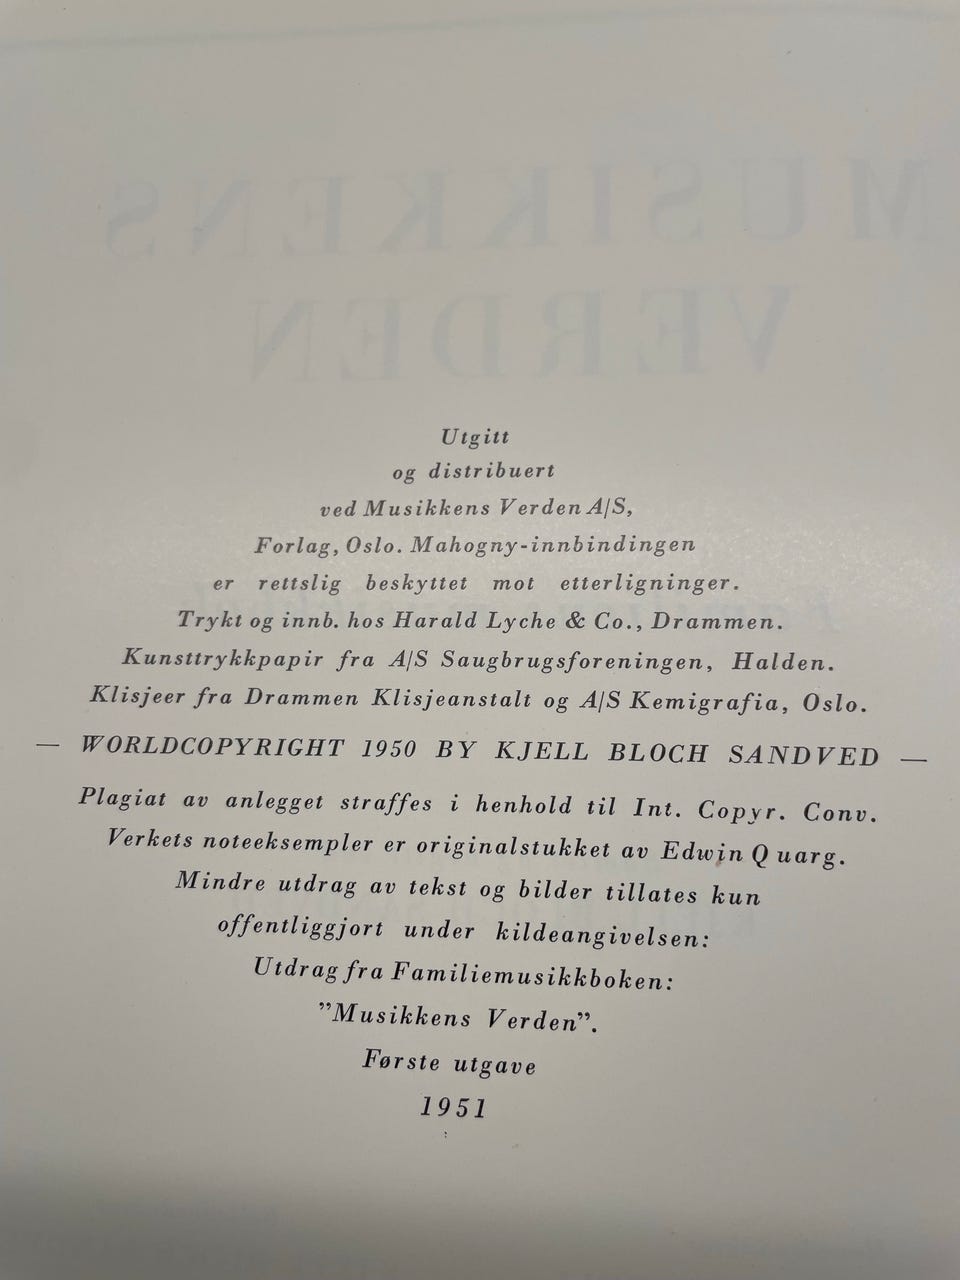 MUSIKKENS
VERDEN
Utgitt
og distribuert
ved Musikkens Verden A/S,
Forlag, Oslo. Mahogny-innbindingen
er rettslig beskyttet mot etterligninger.
Trykt og innb. hos Harald Lyche & Co., Drammen.
Kunsttrykkpapir fra A/S Saugbrugsforeningen, Halden.
Klisjeer fra Drammen Klisjeanstalt og A/S Kemigrafia, Oslo.
— WORLDCOPYRIGHT 1950 BY KJELL BLOCH SANDVED —
Plagiat av anlegget straffes i henhold til Int. Copyr. Conv.
Verkets noteeksempler er originalstukket av Edwin Quarg.
Mindre utdrag av tekst og bilder tillates kun
offentliggjort under kildeangivelsen:
Utdrag fra Familiemusikkboken:
”Musikkens Verden”.
Første utgave
1951